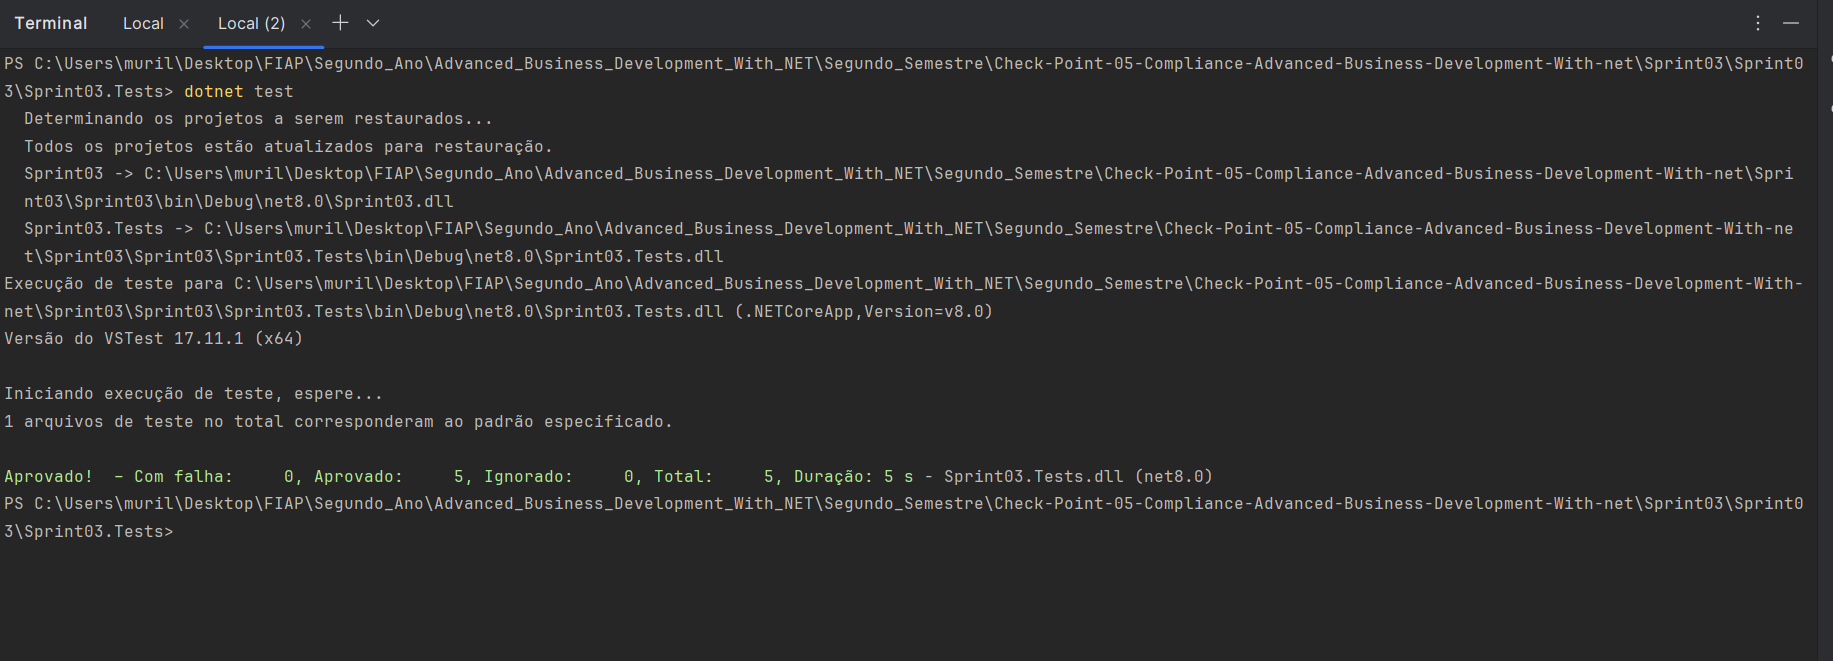 Terminal Local Local (2)
PS C:\Users\muril\Desktop\FIAP\Segundo_Ano\Advanced_Business_Development_With_NET\Segundo_Semestre\Check-Point-05-Compliance-Advanced-Business-Development-With-net\Sprint03\Sprint0
3\Sprint03.Tests> dotnet test
Determinando os projetos a serem restaurados...
Todos os projetos estão atualizados para restauração.
Sprint03 -> C:\Users\muril\Desktop\FIAP\Segundo_Ano\Advanced_Business_Development_With_NET\Segundo_Semestre\Check-Point-05-Compliance-Advanced-Business-Development-With-net\Spri
nt03\Sprint03\bin\Debug\net8.0\Sprint03.dll
Sprint03.Tests -> C:\Users\muril\Desktop\FIAP\Segundo_Ano\Advanced_Business_Development_With_NET\Segundo_Semestre\Check-Point-05-Compliance-Advanced-Business-Development-With-ne
t\Sprint03\Sprint03\Sprint03.Tests\bin\Debug\net8.0\Sprint03.Tests.dll
Execução de teste para C:\Users\muril\Desktop\FIAP\Segundo_Ano\Advanced_Business_Development_With_NET\Segundo_Semestre\Check-Point-05-Compliance-Advanced-Business-Development-With-
net\Sprint03\Sprint03\Sprint03.Tests\bin\Debug\net8.0\Sprint03.Tests.dll (.NETCoreApp,Version=v8.0)
Versão do VSTest 17.11.1 (x64)
Iniciando execução de teste, espere...
1 arquivos de teste no total corresponderam ao padrão especificado.
Aprovado!  – Com falha:     0, Aprovado:     5, Ignorado:     0, Total:     5, Duração: 5 s - Sprint03.Tests.dll (net8.0)
PS C:\Users\muril\Desktop\FIAP\Segundo_Ano\Advanced_Business_Development_With_NET\Segundo_Semestre\Check-Point-05-Compliance-Advanced-Business-Development-With-net\Sprint03\Sprint0
3\Sprint03.Tests>